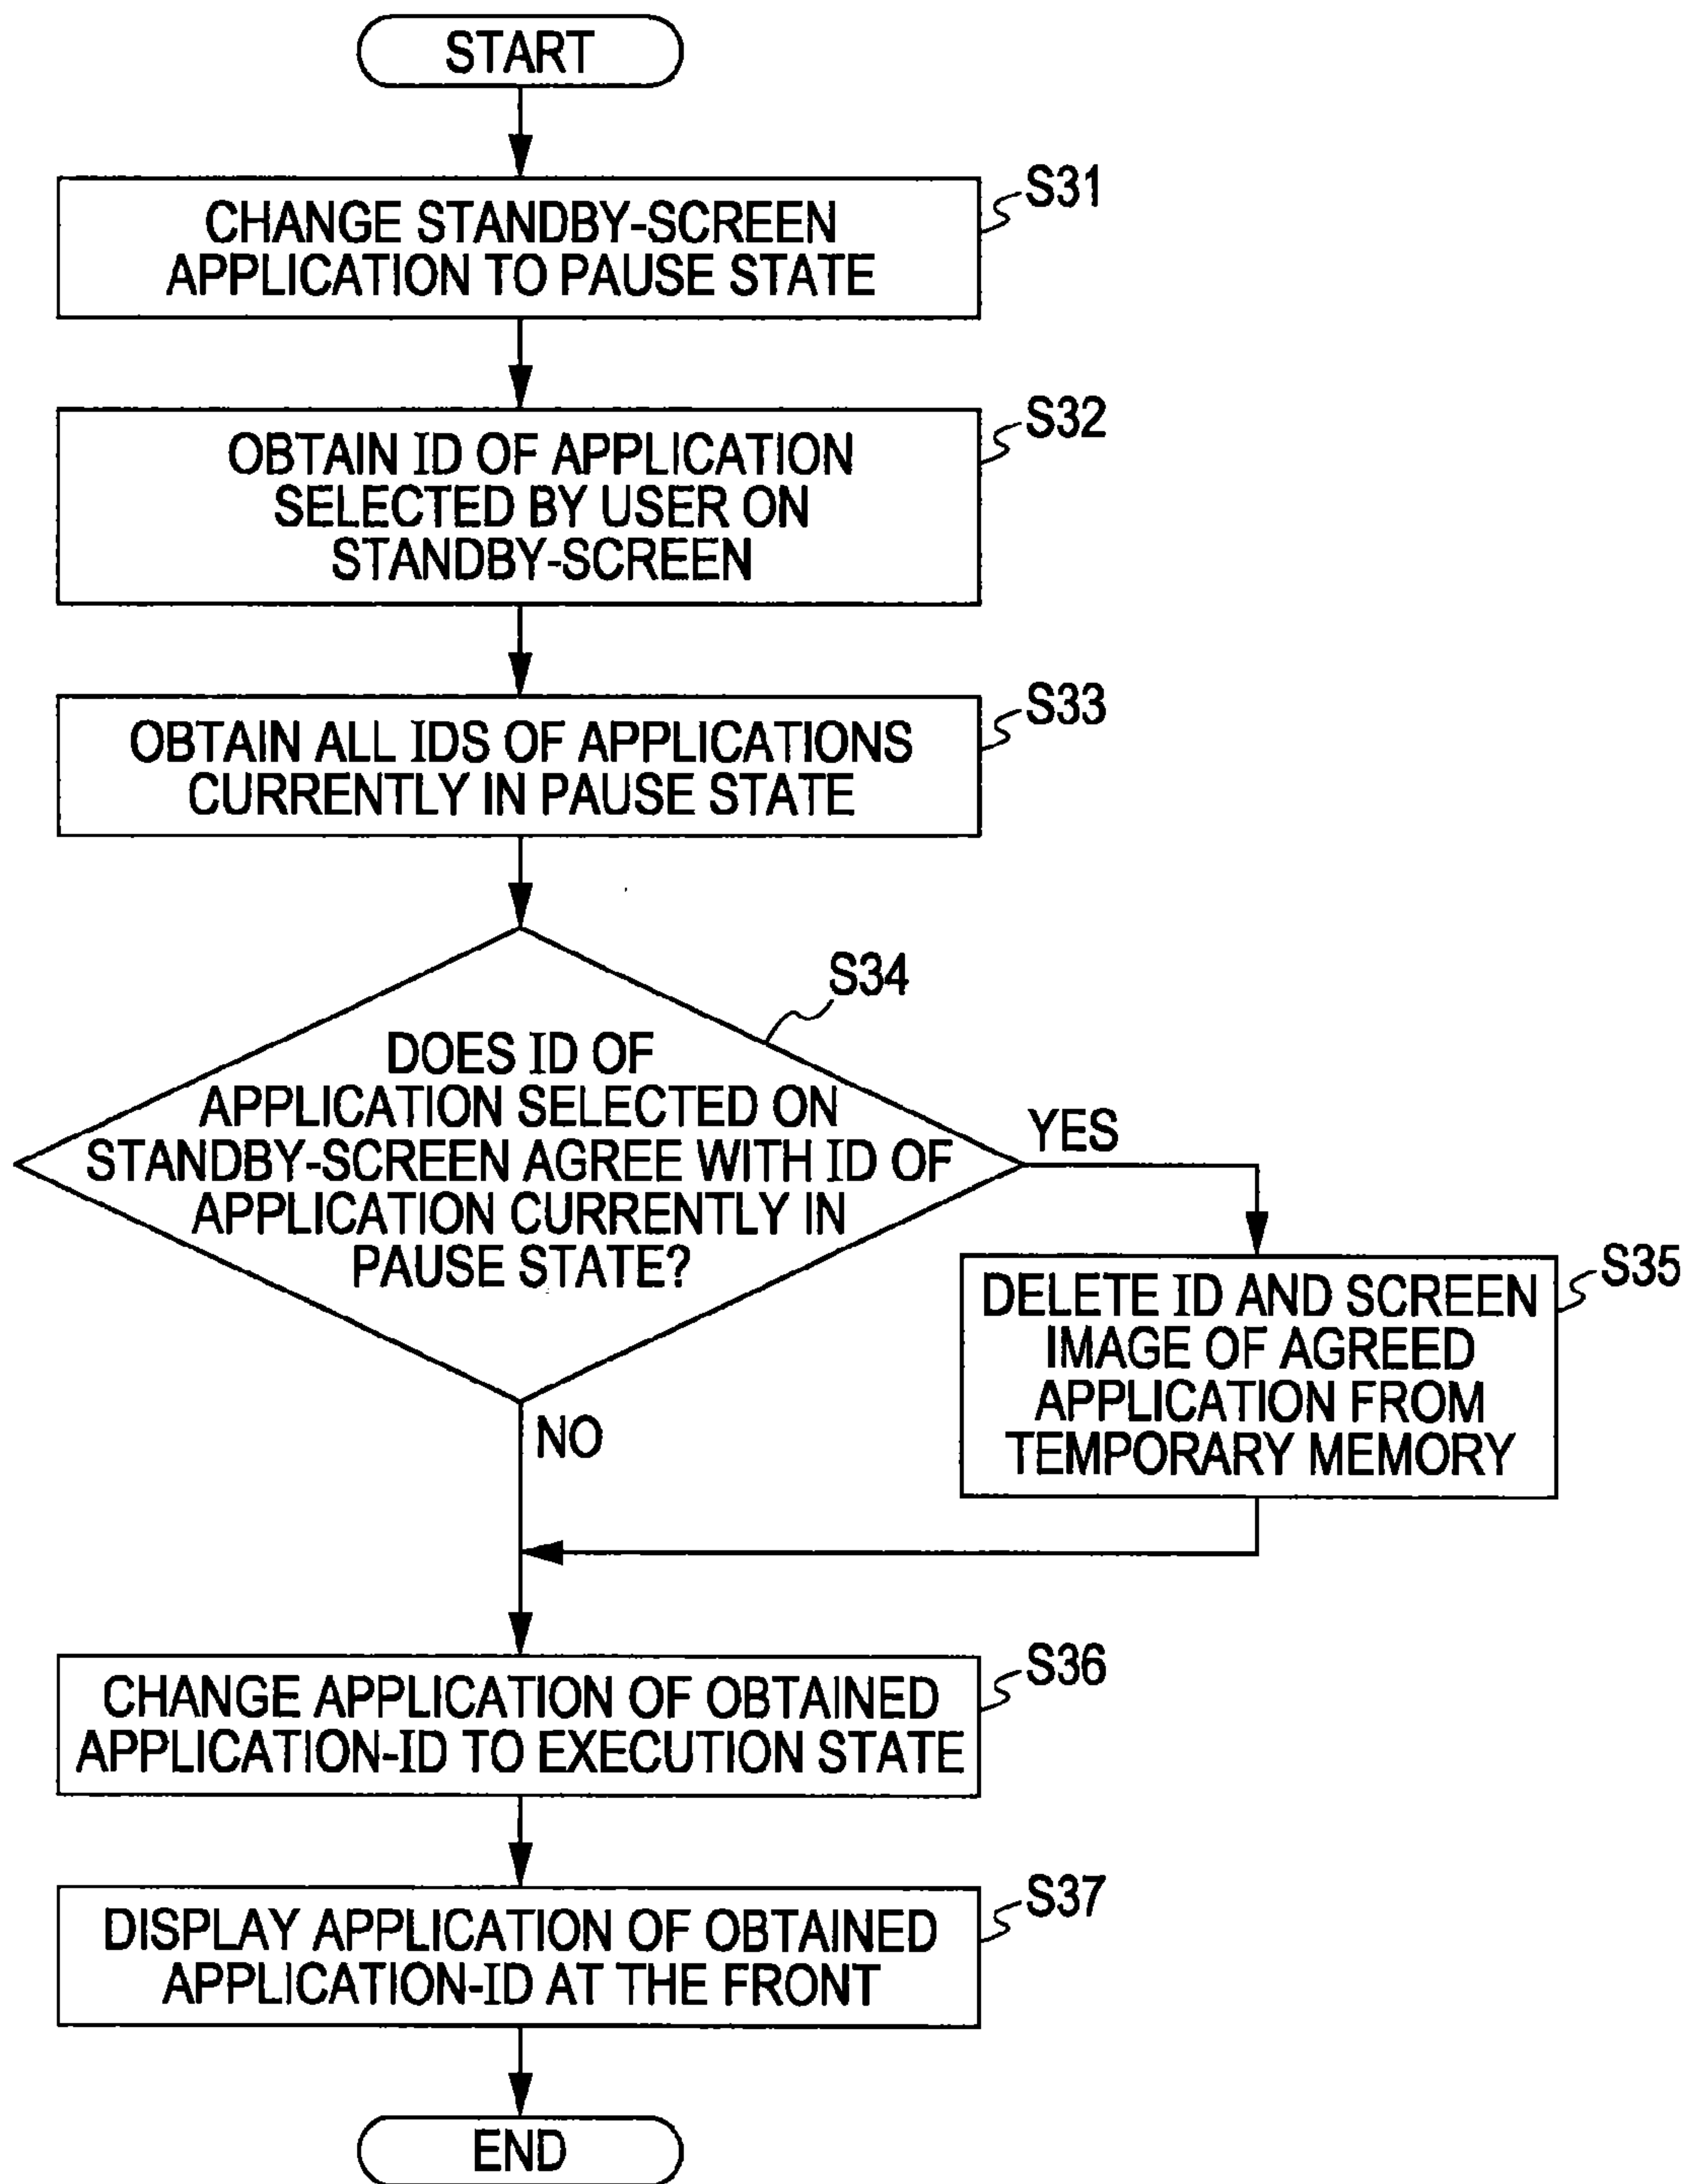 START
S31
CHANGE STANDBY-SCREEN
APPLICATION TO PAUSE STATE
S32
OBTAIN ID OF APPLICATION
SELECTED BY USER ON
STANDBY-SCREEN
S33
OBTAIN ALL IDS OF APPLICATIONS
CURRENTLY IN PAUSE STATE
S34
DOES ID OF
APPLICATION SELECTED ON
STANDBY-SCREEN AGREE WITH ID OF
APPLICATION CURRENTLY IN
PAUSE STATE?
YES
S35
DELETE ID AND SCREEN
IMAGE OF AGREED
APPLICATION FROM
TEMPORARY MEMORY
NO
S36
CHANGE APPLICATION OF OBTAINED
APPLICATION-ID TO EXECUTION STATE
S37
DISPLAY APPLICATION OF OBTAINED
APPLICATION-ID AT THE FRONT
END